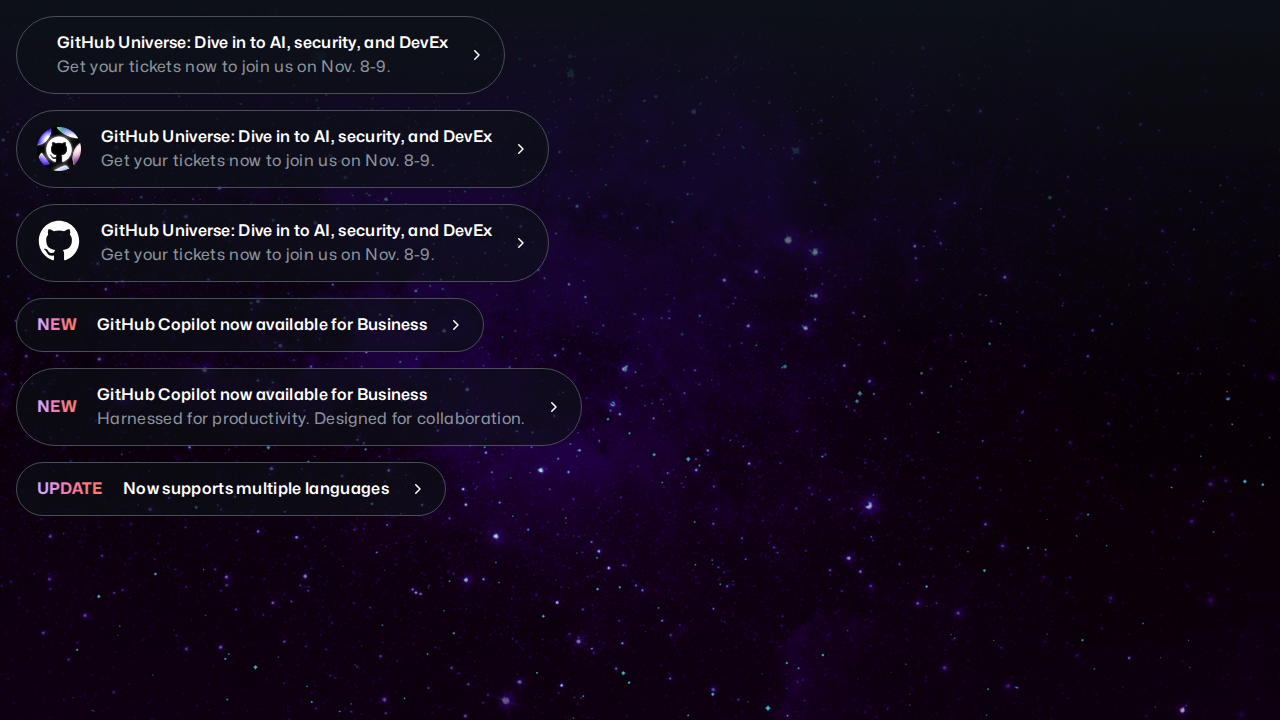 GitHub Universe: Dive in to AI, security, and DevEx
Get your tickets now to join us on Nov. 8-9.
GitHub Universe: Dive in to AI, security, and DevEx
Get your tickets now to join us on Nov. 8-9.
GitHub Universe: Dive in to AI, security, and DevEx
Get your tickets now to join us on Nov. 8-9.
NEW GitHub Copilot now available for Business
NEW GitHub Copilot now available for Business
Harnessed for productivity. Designed for collaboration.
UPDATE Now supports multiple languages